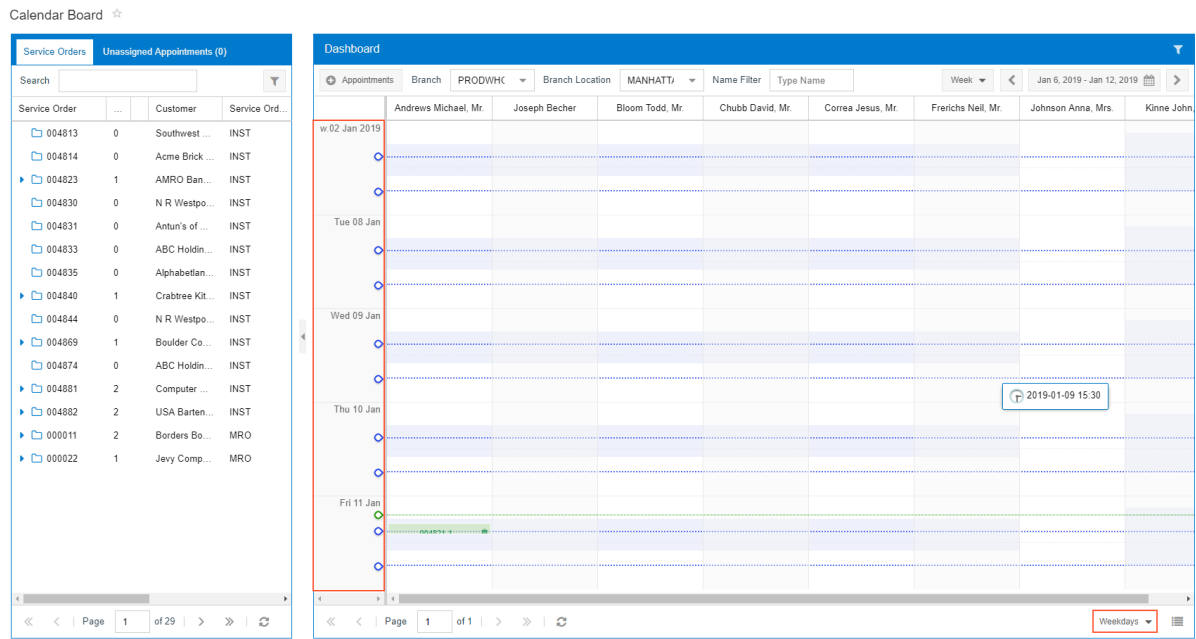 Calendar Board
Service Orders Unassigned Appointments (0)
Search
Service Order ... Customer Service Ord...
004813 0 Southwest ... INST
004814 0 Acme Brick ... INST
004823 1 AMRO Ban... INST
004830 0 N R Westpo... INST
004831 0 Antun's of ... INST
004833 0 ABC Holdin... INST
004835 0 Alphabetlan... INST
004840 1 Crabtree Kit... INST
004844 0 N R Westpo... INST
004869 1 Boulder Co... INST
004874 0 ABC Holdin... INST
004881 2 Computer ... INST
004882 2 USA Barten... INST
000011 2 Borders Bo... MRO
000022 1 Jevy Comp... MRO
Page 1 of 29
Dashboard
Appointments Branch PRODWHC Branch Location MANHATTA Name Filter Type Name Week Jan 6, 2019 - Jan 12, 2019
Andrews Michael, Mr. Joseph Becher Bloom Todd, Mr. Chubb David, Mr. Correa Jesus, Mr. Frerichs Neil, Mr. Johnson Anna, Mrs. Kinne John,
w.02 Jan 2019
Tue 08 Jan
Wed 09 Jan
2019-01-09 15:30
Thu 10 Jan
Fri 11 Jan
004821-1
Page 1 of 1 Weekdays